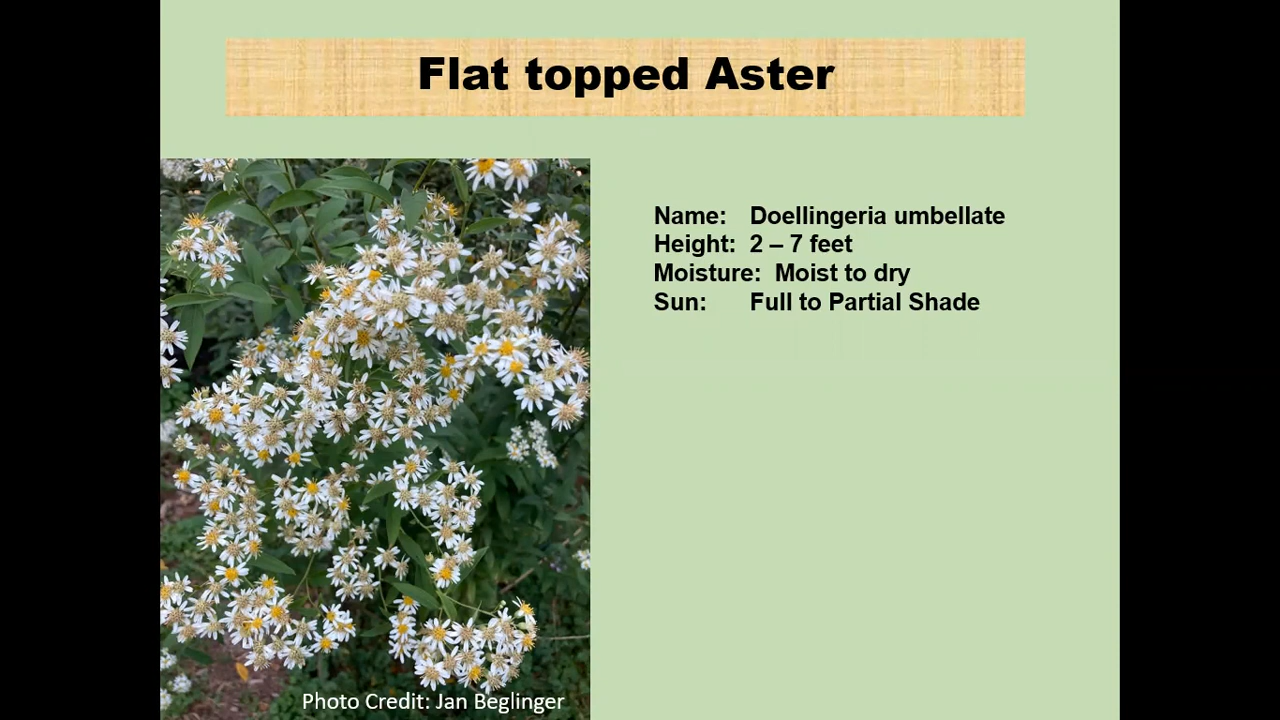 Flat topped Aster
Name: Doellingeria umbellate
Height: 2 – 7 feet
Moisture: Moist to dry
Sun: Full to Partial Shade
Photo Credit: Jan Beglinger